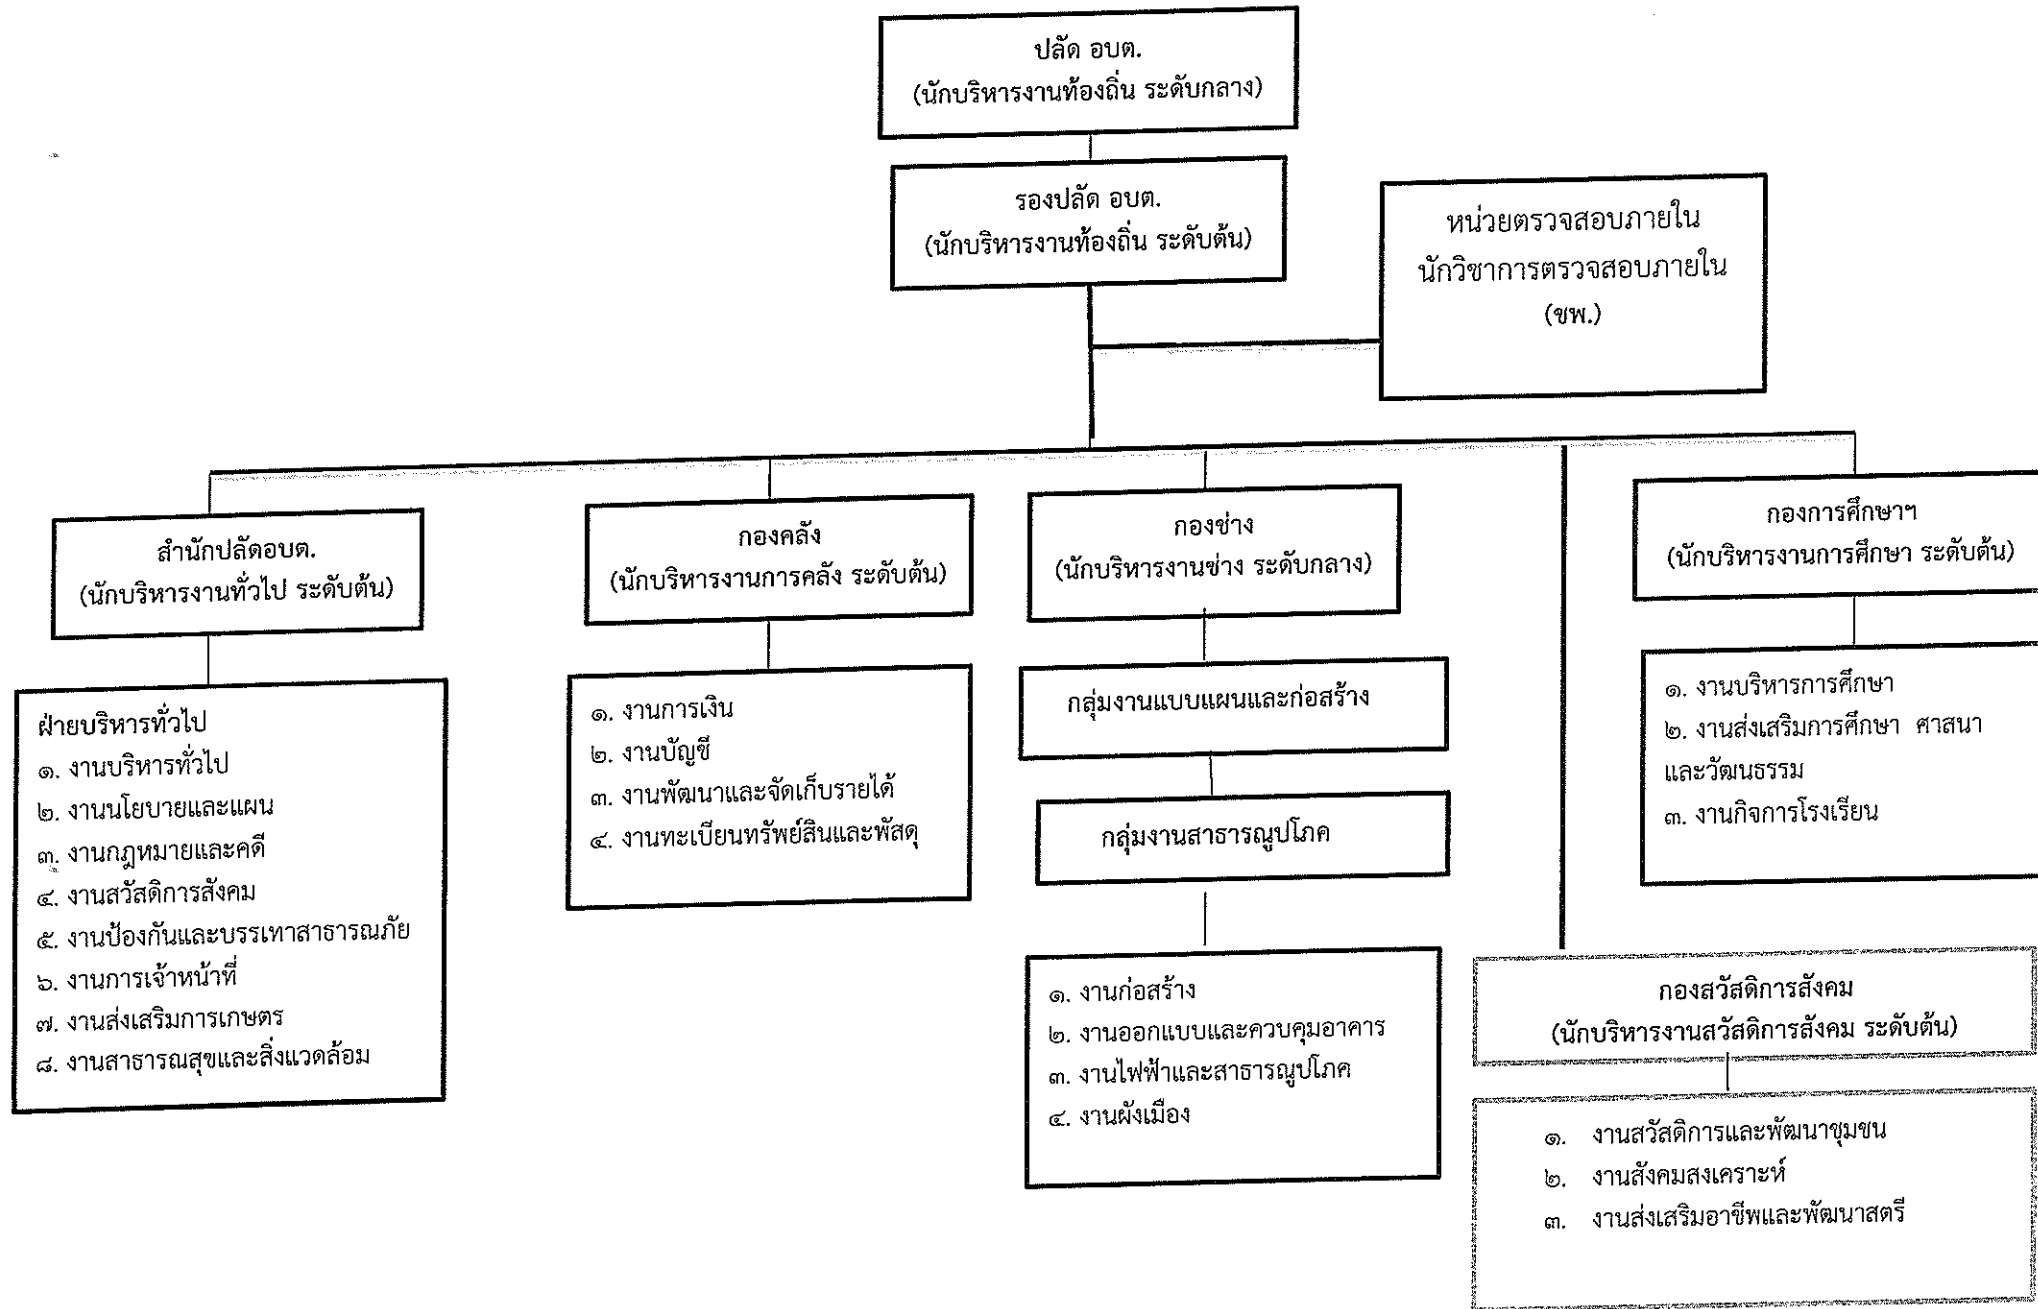 ปลัด อบต.
(นักบริหารงานท้องถิ่น ระดับกลาง)
รองปลัด อบต.
(นักบริหารงานท้องถิ่น ระดับต้น)
หน่วยตรวจสอบภายใน
นักวิชาการตรวจสอบภายใน
(ชพ.)
สำนักปลัดอบต.
(นักบริหารงานทั่วไป ระดับต้น)
ฝ่ายบริหารทั่วไป
๑. งานบริหารทั่วไป
๒. งานนโยบายและแผน
๓. งานกฎหมายและคดี
๔. งานสวัสดิการสังคม
๕. งานป้องกันและบรรเทาสาธารณภัย
๖. งานการเจ้าหน้าที่
๗. งานส่งเสริมการเกษตร
๘. งานสาธารณสุขและสิ่งแวดล้อม
กองคลัง
(นักบริหารงานการคลัง ระดับต้น)
๑. งานการเงิน
๒. งานบัญชี
๓. งานพัฒนาและจัดเก็บรายได้
๔. งานทะเบียนทรัพย์สินและพัสดุ
กองช่าง
(นักบริหารงานช่าง ระดับกลาง)
กลุ่มงานแบบแผนและก่อสร้าง
กลุ่มงานสาธารณูปโภค
๑. งานก่อสร้าง
๒. งานออกแบบและควบคุมอาคาร
๓. งานไฟฟ้าและสาธารณูปโภค
๔. งานผังเมือง
กองการศึกษาฯ
(นักบริหารงานการศึกษา ระดับต้น)
๑. งานบริหารการศึกษา
๒. งานส่งเสริมการศึกษา ศาสนา
และวัฒนธรรม
๓. งานกิจการโรงเรียน
กองสวัสดิการสังคม
(นักบริหารงานสวัสดิการสังคม ระดับต้น)
๑. งานสวัสดิการและพัฒนาชุมชน
๒. งานสังคมสงเคราะห์
๓. งานส่งเสริมอาชีพและพัฒนาสตรี